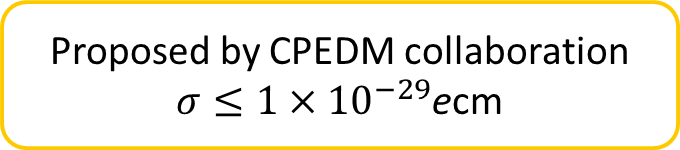 Proposed by CPEDM collaboration
σ ≤ 1 × 10⁻²⁹ecm